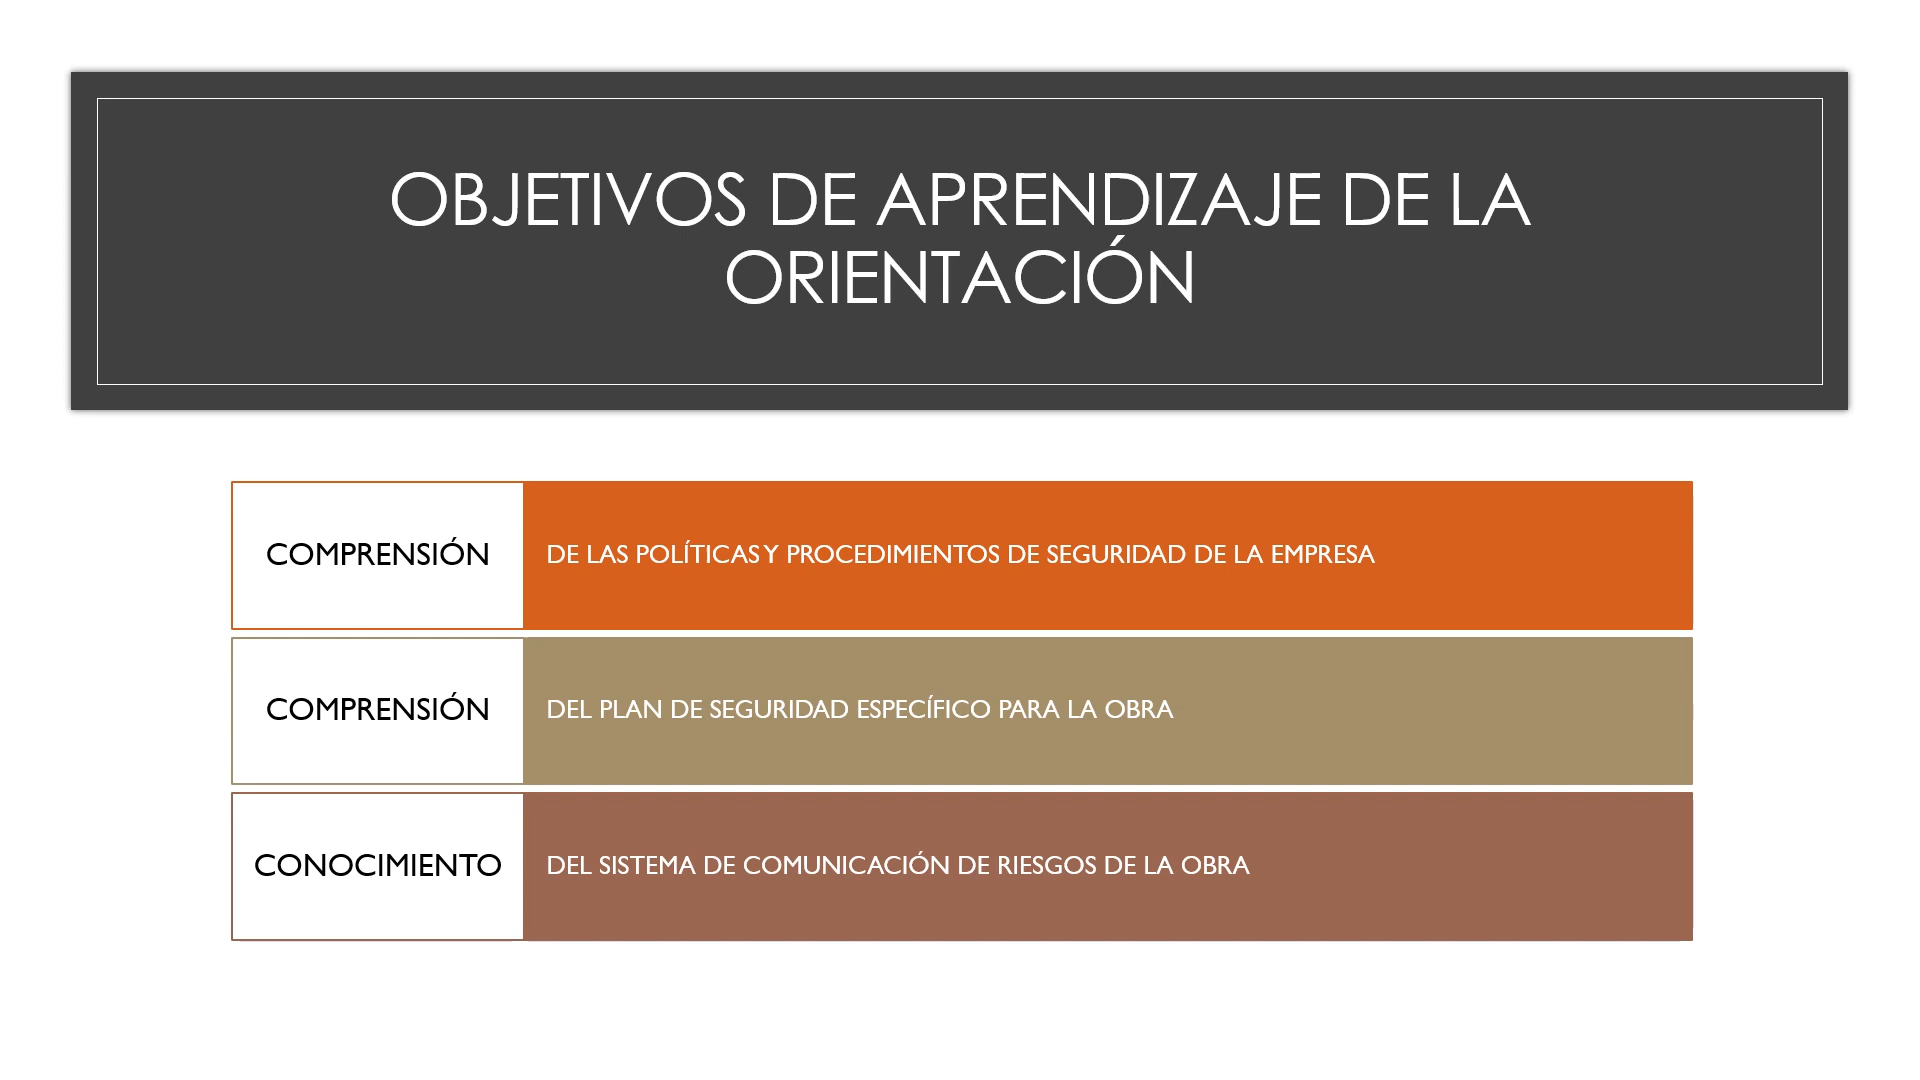 OBJETIVOS DE APRENDIZAJE DE LA
ORIENTACIÓN
COMPRENSIÓN
DE LAS POLÍTICAS Y PROCEDIMIENTOS DE SEGURIDAD DE LA EMPRESA
COMPRENSIÓN
DEL PLAN DE SEGURIDAD ESPECÍFICO PARA LA OBRA
CONOCIMIENTO
DEL SISTEMA DE COMUNICACIÓN DE RIESGOS DE LA OBRA